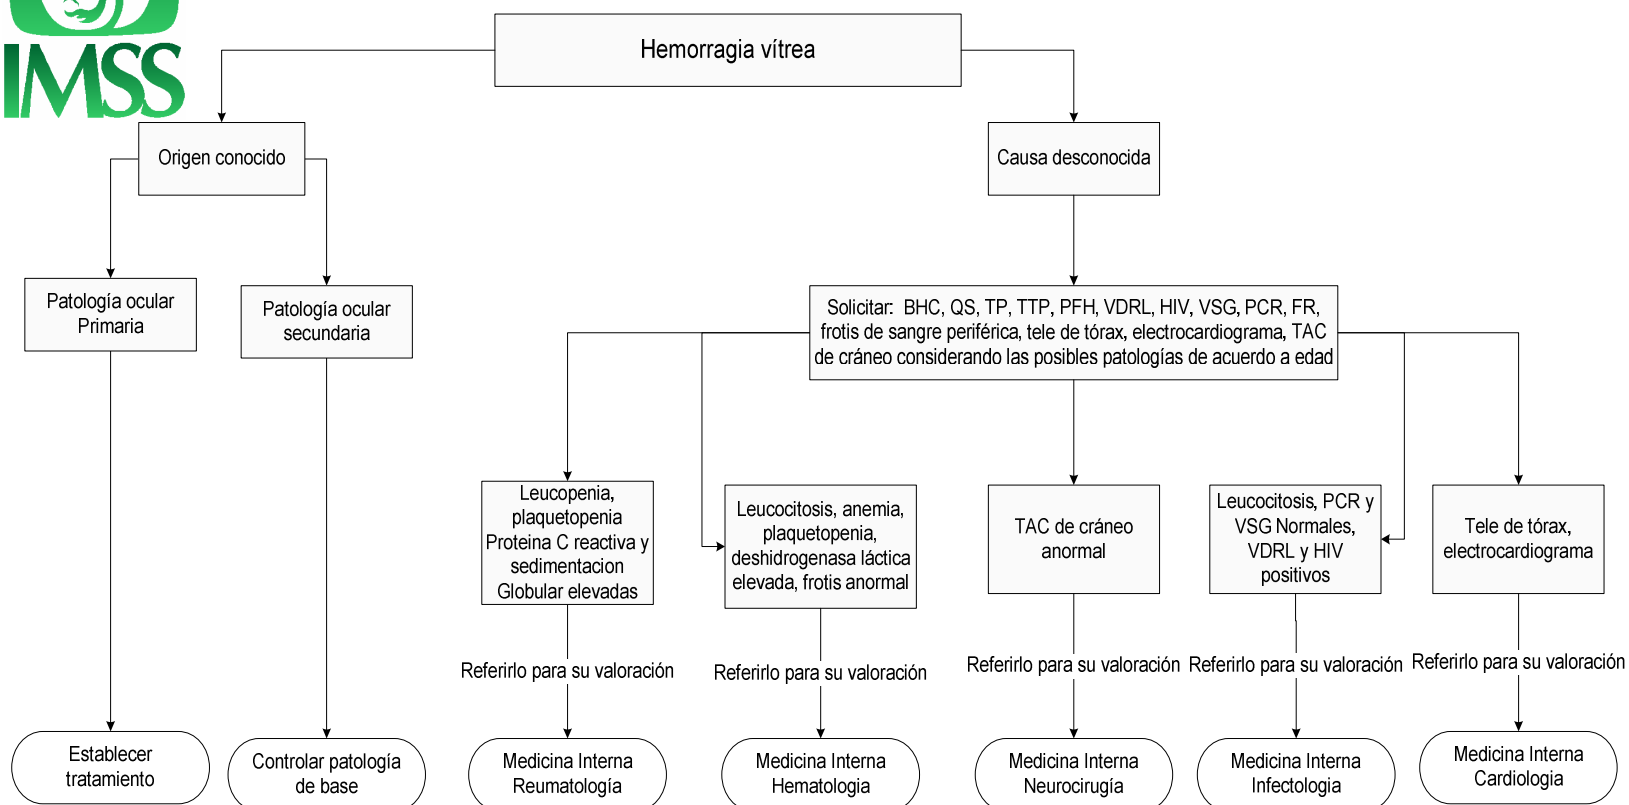 IMSS
Hemorragia vítrea
Origen conocido
Causa desconocida
Patología ocular
Primaria
Patología ocular
secundaria
Solicitar: BHC, QS, TP, TTP, PFH, VDRL, HIV, VSG, PCR, FR,
frotis de sangre periférica, tele de tórax, electrocardiograma, TAC
de cráneo considerando las posibles patologías de acuerdo a edad
Leucopenia,
plaquetopenia
Proteina C reactiva y
sedimentacion
Globular elevadas
Leucocitosis, anemia,
plaquetopenia,
deshidrogenasa láctica
elevada, frotis anormal
TAC de cráneo
anormal
Leucocitosis, PCR y
VSG Normales,
VDRL y HIV
positivos
Tele de tórax,
electrocardiograma
Referirlo para su valoración
Referirlo para su valoración
Referirlo para su valoración
Referirlo para su valoración
Referirlo para su valoración
Establecer
tratamiento
Controlar patología
de base
Medicina Interna
Reumatología
Medicina Interna
Hematologia
Medicina Interna
Neurocirugía
Medicina Interna
Infectologia
Medicina Interna
Cardiologia